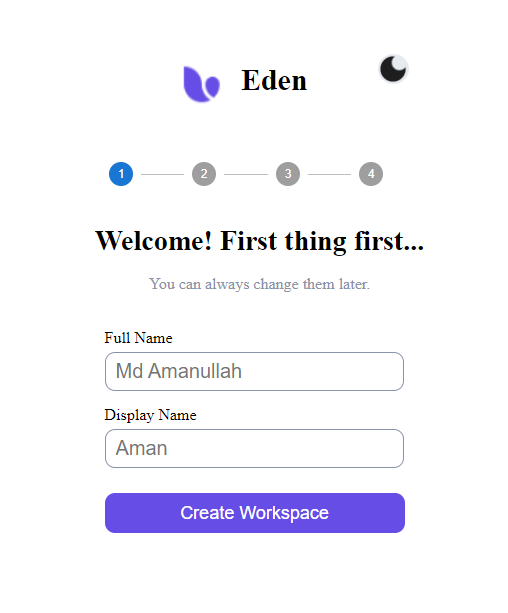 Eden
1 2 3 4
Welcome! First thing first...
You can always change them later.
Full Name
Md Amanullah
Display Name
Aman
Create Workspace